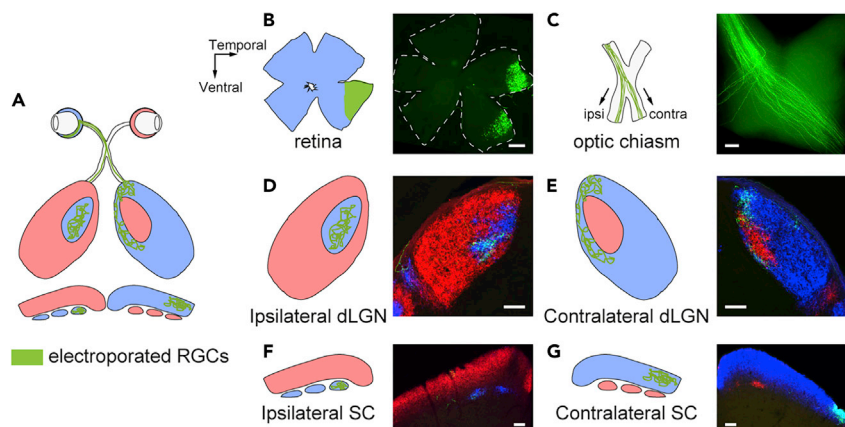 A
electroporated RGCs
B
Temporal
Ventral
retina
C
ipsi
contra
optic chiasm
D
Ipsilateral dLGN
E
Contralateral dLGN
F
Ipsilateral SC
G
Contralateral SC